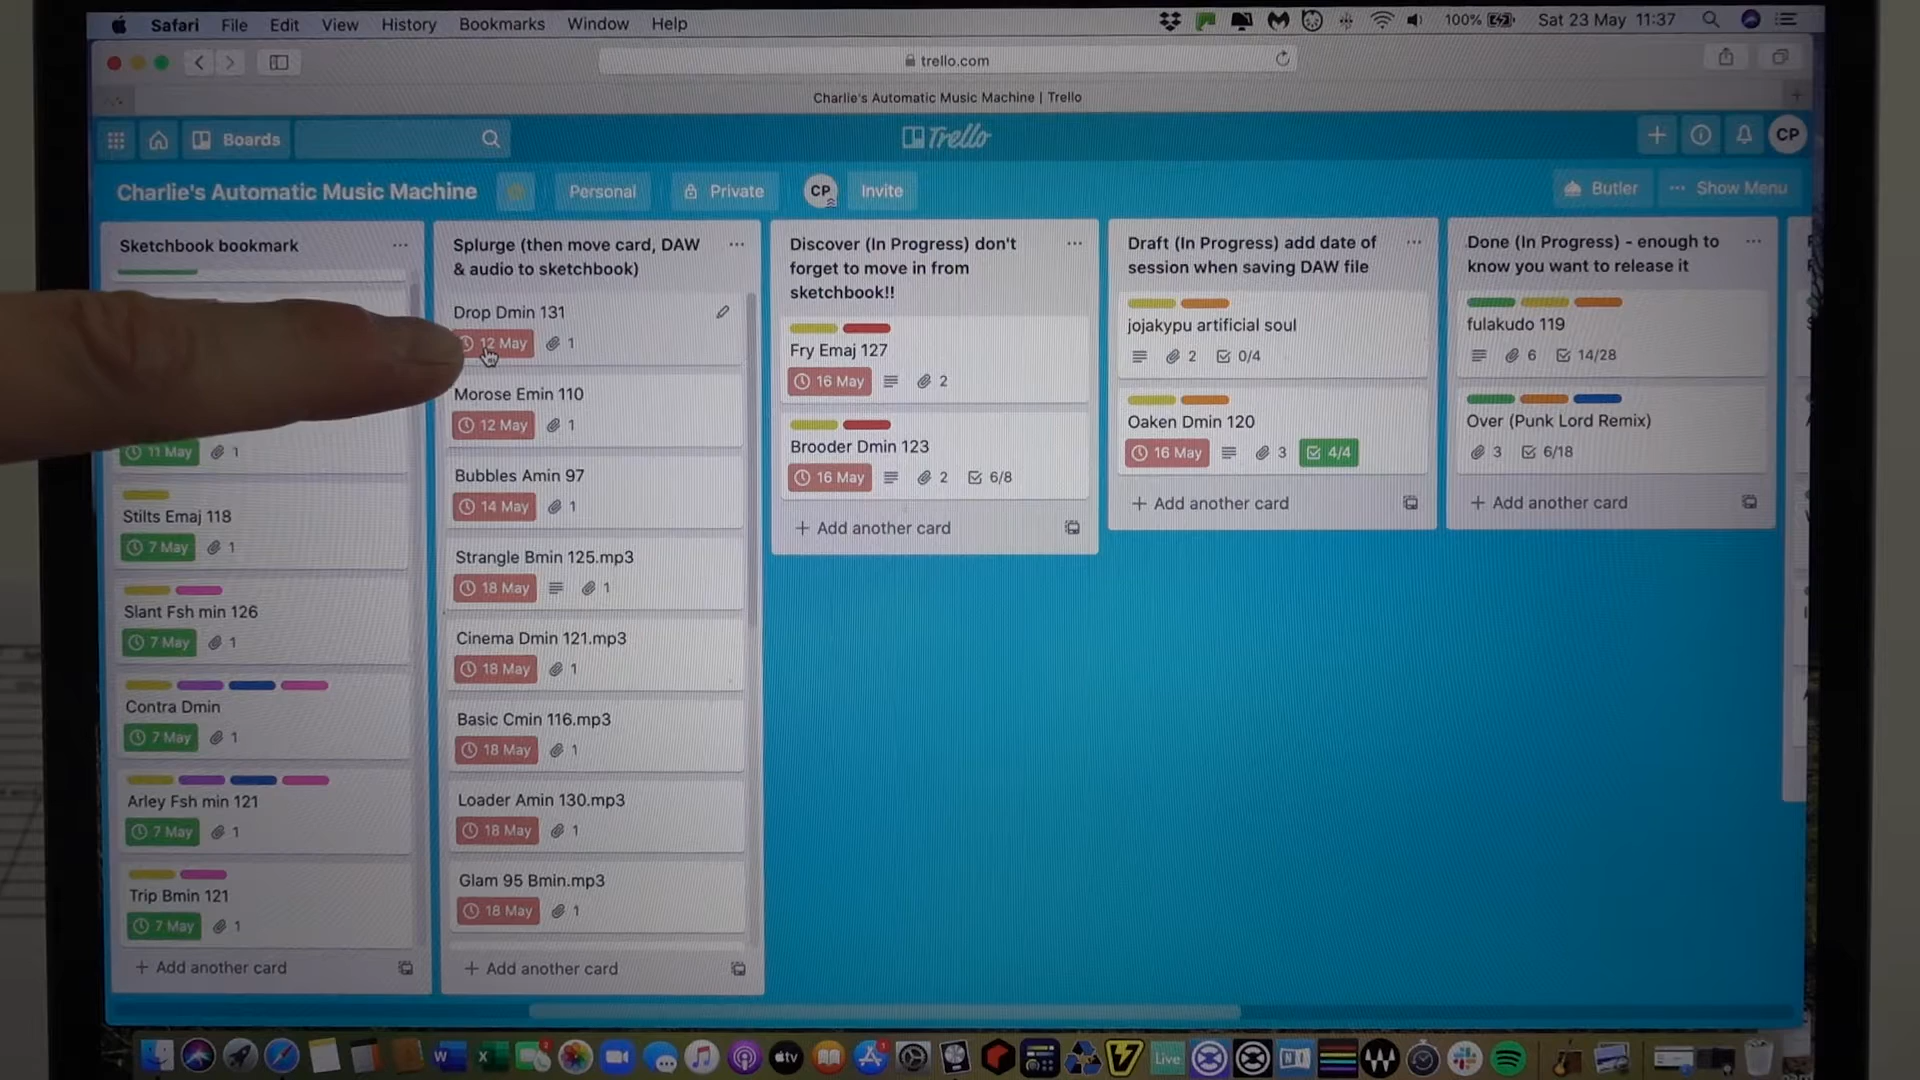 Safari File Edit View History Bookmarks Window Help
100% Sat 23 May 11:37
trello.com
Charlie's Automatic Music Machine | Trello
Boards
Trello
CP
Charlie's Automatic Music Machine
Personal
Private
CP
Invite
Butler
Show Menu
Sketchbook bookmark
11 May 1
Stilts Emaj 118
7 May 1
Slant Fsh min 126
7 May 1
Contra Dmin
7 May 1
Arley Fsh min 121
7 May 1
Trip Bmin 121
7 May 1
+ Add another card
Splurge (then move card, DAW
& audio to sketchbook)
Drop Dmin 131
12 May 1
Morose Emin 110
12 May 1
Bubbles Amin 97
14 May 1
Strangle Bmin 125.mp3
18 May 1
Cinema Dmin 121.mp3
18 May 1
Basic Cmin 116.mp3
18 May 1
Loader Amin 130.mp3
18 May 1
Glam 95 Bmin.mp3
18 May 1
+ Add another card
Discover (In Progress) don't
forget to move in from
sketchbook!!
Fry Emaj 127
16 May 2
Brooder Dmin 123
16 May 2 6/8
+ Add another card
Draft (In Progress) add date of
session when saving DAW file
jojakypu artificial soul
2 0/4
Oaken Dmin 120
16 May 3 4/4
+ Add another card
Done (In Progress) - enough to
know you want to release it
fulakudo 119
6 14/28
Over (Punk Lord Remix)
3 6/18
+ Add another card
W
X
tv
Live
NI